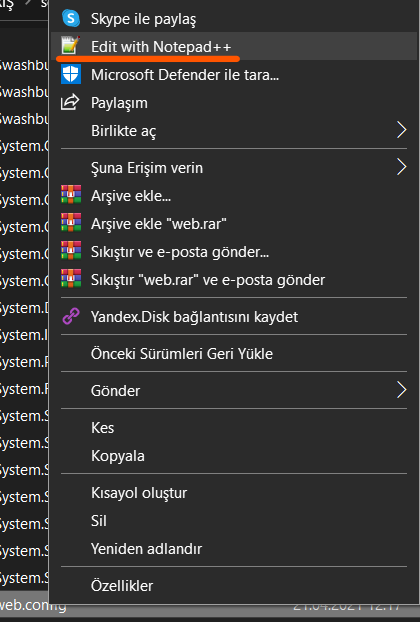 Skype ile paylaş
Edit with Notepad++
Swashbu
Microsoft Defender ile tara...
Swashbu
Paylaşım
Swashbu
Birlikte aç
System.
System.
Şuna Erişim verin
System.
Arşive ekle...
System.
Arşive ekle "web.rar"
System.
Sıkıştır ve e-posta gönder...
System.
Sıkıştır "web.rar" ve e-posta gönder
System.
Yandex.Disk bağlantısını kaydet
System.I
System.
Önceki Sürümleri Geri Yükle
System.
Gönder
System.S
Kes
System.S
Kopyala
System.S
Kısayol oluştur
System.S
Sil
System.S
Yeniden adlandır
System.S
Özellikler
web.config
21.04.2021 12:17